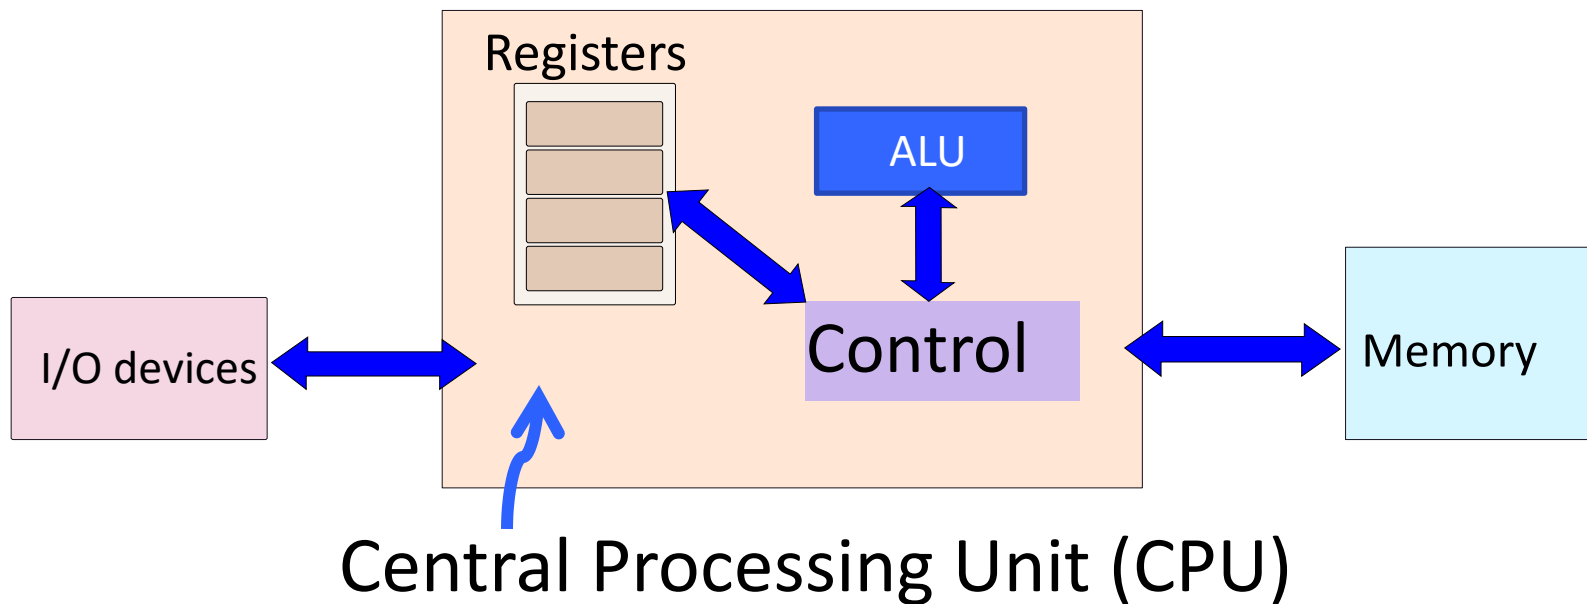 Registers
ALU
Control
I/O devices
Memory
Central Processing Unit (CPU)